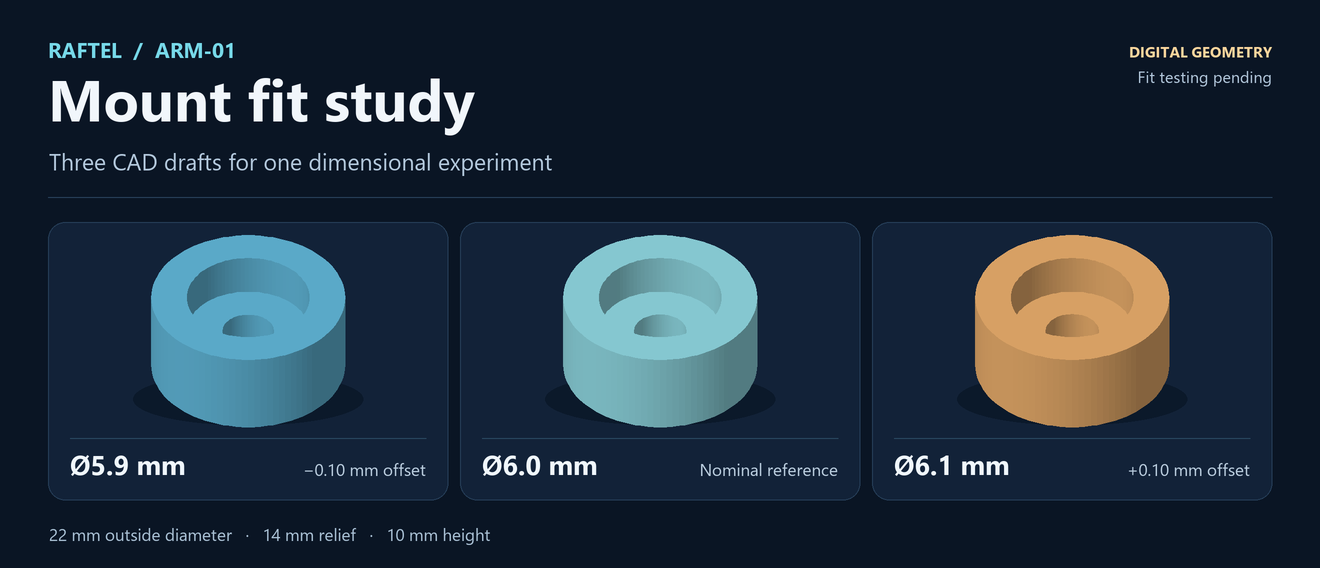 RAFTEL / ARM-01
DIGITAL GEOMETRY
Mount fit study
Fit testing pending
Three CAD drafts for one dimensional experiment
Ø5.9 mm
−0.10 mm offset
Ø6.0 mm
Nominal reference
Ø6.1 mm
+0.10 mm offset
22 mm outside diameter · 14 mm relief · 10 mm height